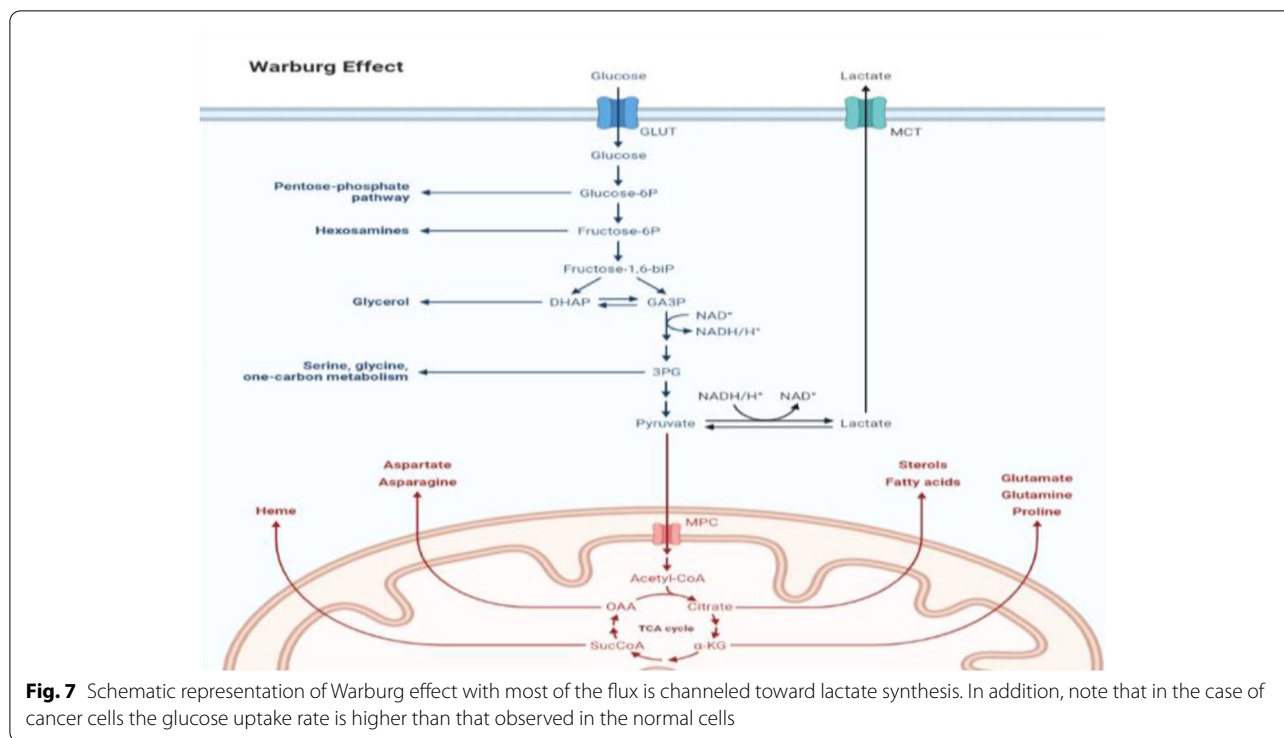 Warburg Effect
Glucose
Lactate
GLUT
MCT
Glucose
Pentose-phosphate
pathway
Glucose-6P
Hexosamines
Fructose-6P
Fructose-1,6-biP
Glycerol
DHAP
GA3P
NAD⁺
NADH/H⁺
Serine, glycine,
one-carbon metabolism
3PG
NADH/H⁺
NAD⁺
Pyruvate
Lactate
Aspartate
Asparagine
Sterols
Fatty acids
Glutamate
Glutamine
Proline
Heme
MPC
Acetyl-CoA
OAA
Citrate
TCA cycle
SucCoA
α-KG
Fig. 7 Schematic representation of Warburg effect with most of the flux is channeled toward lactate synthesis. In addition, note that in the case of
cancer cells the glucose uptake rate is higher than that observed in the normal cells